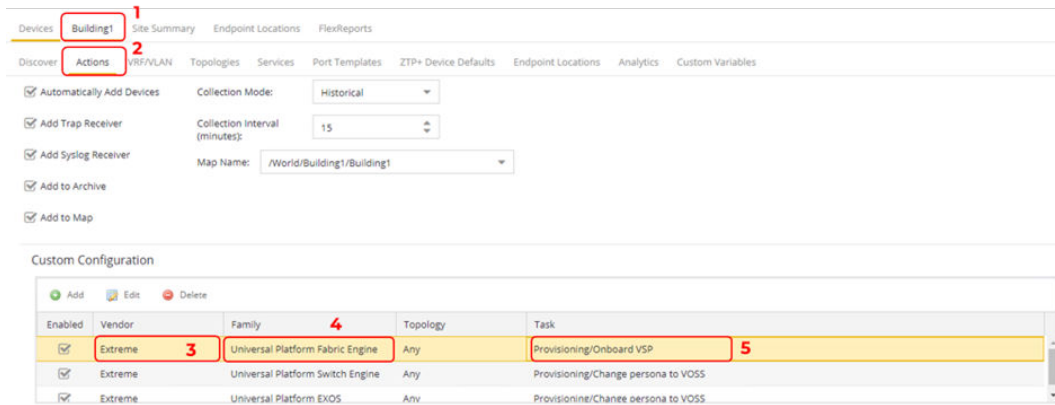 1
Devices Building1 Site Summary Endpoint Locations FlexReports
2
Discover Actions VRF/VLAN Topologies Services Port Templates ZTP+ Device Defaults Endpoint Locations Analytics Custom Variables
Automatically Add Devices Collection Mode: Historical
Add Trap Receiver Collection Interval (minutes): 15
Add Syslog Receiver Map Name: /World/Building1/Building1
Add to Archive
Add to Map
Custom Configuration
Add Edit Delete
Enabled Vendor Family 4 Topology Task
Extreme 3 Universal Platform Fabric Engine Any Provisioning/Onboard VSP 5
Extreme Universal Platform Switch Engine Any Provisioning/Change persona to VOSS
Extreme Universal Platform EXOS Any Provisioning/Change persona to VOSS